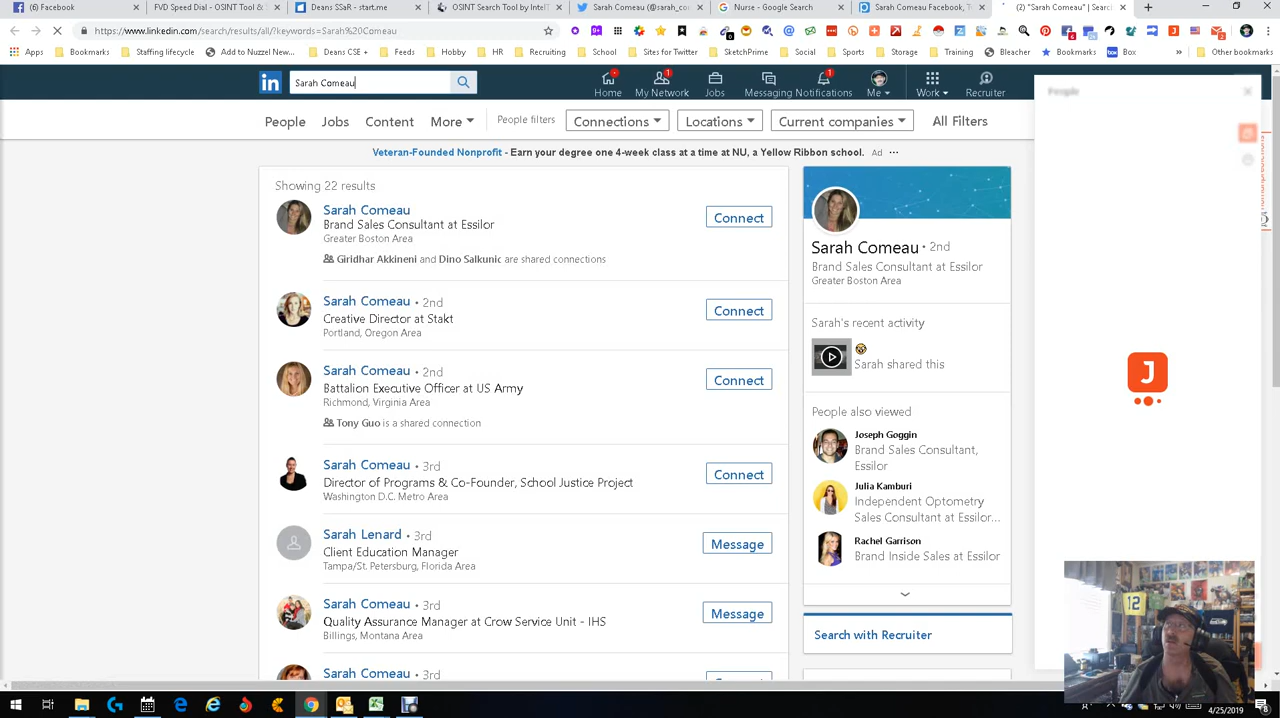 (6) Facebook
FVD Speed Dial - OSINT Tool &
Deans SSaR - start.me
OSINT Search Tool by IntelT
Sarah Comeau (@sarah_co
Nurse - Google Search
Sarah Comeau Facebook, T
(2) "Sarah Comeau" | Search
https://www.linkedin.com/search/results/all/?keywords=Sarah%20Comeau
Apps
Bookmarks
Staffing lifecycle
Add to Nuzzel New...
Deans CSE
Feeds
Hobby
HR
Recruiting
School
Sites for Twitter
SketchPrime
Social
Sports
Storage
Training
Bleacher
Bookmarks
Box
»
Other bookmarks
in
Sarah Comeau
Home
My Network
Jobs
Messaging
Notifications
Me
Work
Recruiter
People
Jobs
Content
More
People filters
Connections
Locations
Current companies
All Filters
People
Veteran-Founded Nonprofit - Earn your degree one 4-week class at a time at NU, a Yellow Ribbon school. Ad ...
Showing 22 results
Sarah Comeau
Brand Sales Consultant at Essilor
Greater Boston Area
Giridhar Akkineni and Dino Salkunic are shared connections
Connect
Sarah Comeau • 2nd
Creative Director at Stakt
Portland, Oregon Area
Connect
Sarah Comeau • 2nd
Battalion Executive Officer at US Army
Richmond, Virginia Area
Tony Guo is a shared connection
Connect
Sarah Comeau • 3rd
Director of Programs & Co-Founder, School Justice Project
Washington D.C. Metro Area
Connect
Sarah Lenard • 3rd
Client Education Manager
Tampa/St. Petersburg, Florida Area
Message
Sarah Comeau • 3rd
Quality Assurance Manager at Crow Service Unit - IHS
Billings, Montana Area
Message
Sarah Comeau • 3rd
Sarah Comeau • 2nd
Brand Sales Consultant at Essilor
Greater Boston Area
Sarah's recent activity
Sarah shared this
People also viewed
Joseph Goggin
Brand Sales Consultant,
Essilor
Julia Kamburi
Independent Optometry
Sales Consultant at Essilor...
Rachel Garrison
Brand Inside Sales at Essilor
Search with Recruiter
J
12
4/25/2019